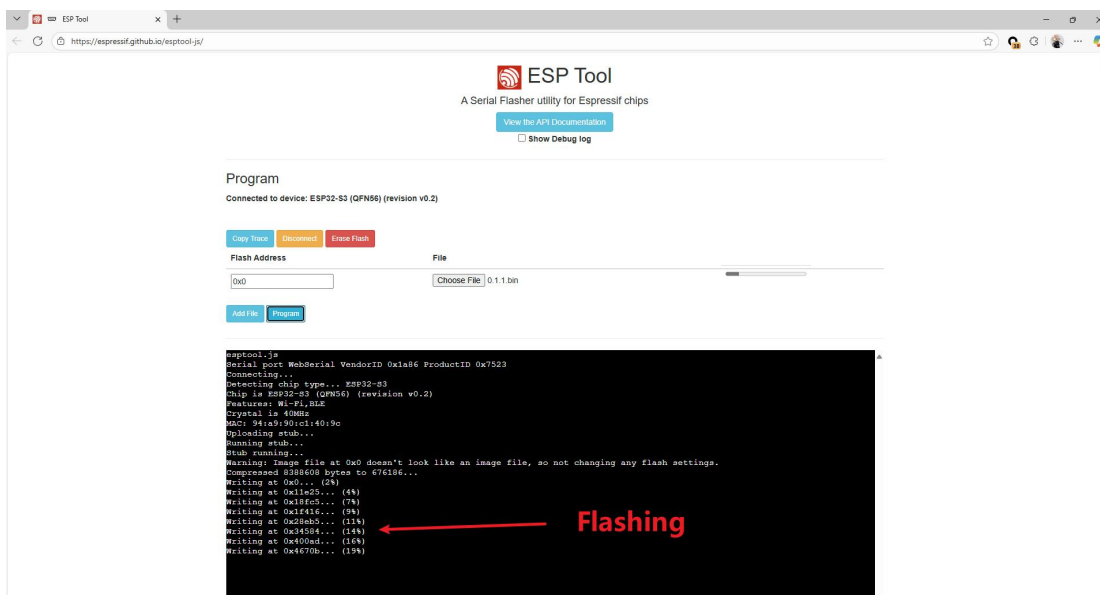 ESP Tool
https://espressif.github.io/esptool-js/
ESP Tool
A Serial Flasher utility for Espressif chips
View the API Documentation
Show Debug log
Program
Connected to device: ESP32-S3 (QFN56) (revision v0.2)
Copy Trace Disconnect Erase Flash
Flash Address File
0x0 Choose File 0.1.1.bin
Add File Program
esptool.js
Serial port WebSerial VendorID 0x1a86 ProductID 0x7523
Connecting...
Detecting chip type... ESP32-S3
Chip is ESP32-S3 (QFN56) (revision v0.2)
Features: Wi-Fi,BLE
Crystal is 40MHz
MAC: 94:a9:90:c1:40:9c
Uploading stub...
Running stub...
Stub running...
Warning: Image file at 0x0 doesn't look like an image file, so not changing any flash settings.
Compressed 8388608 bytes to 676186...
Writing at 0x0... (2%)
Writing at 0x11e25... (4%)
Writing at 0x18fc5... (7%)
Writing at 0x1f416... (9%)
Writing at 0x28eb5... (11%)
Writing at 0x34584... (14%)
Writing at 0x400ad... (16%)
Writing at 0x4670b... (19%)
Flashing